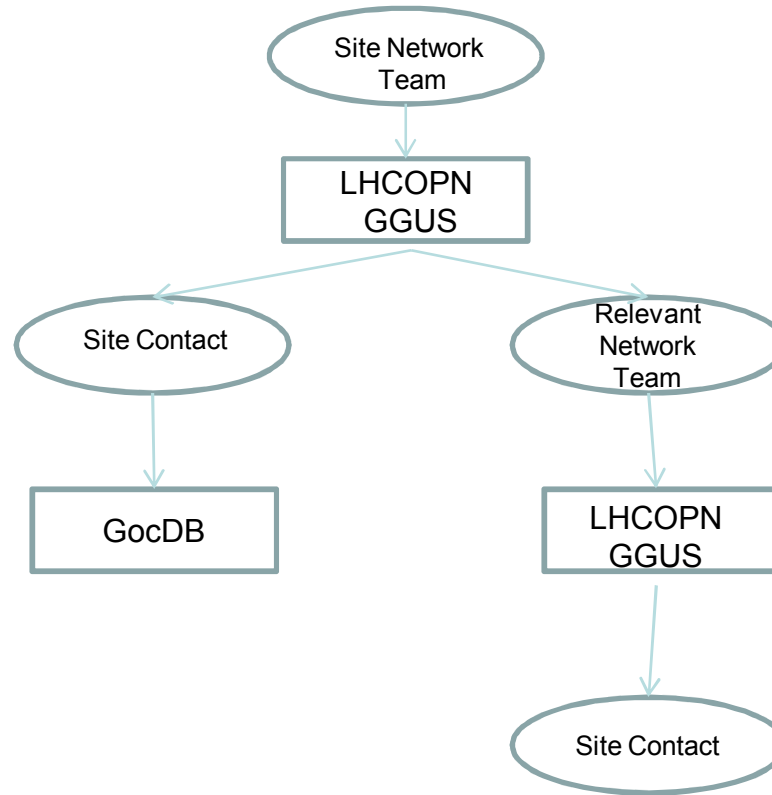 Site Network
Team
LHCOPN
GGUS
Site Contact
Relevant
Network
Team
GocDB
LHCOPN
GGUS
Site Contact